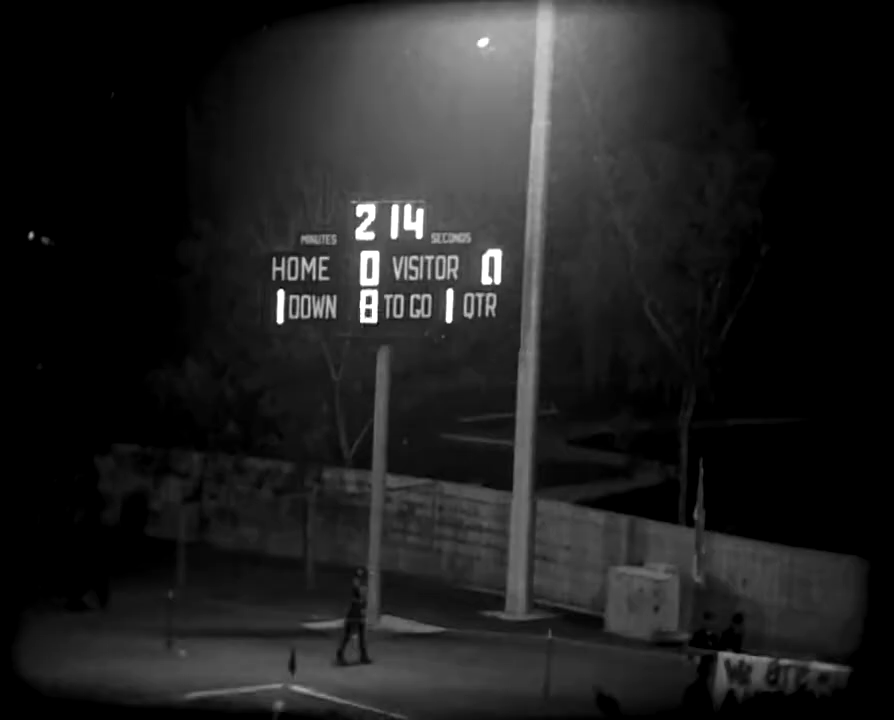 2 14
MINUTES SECONDS
HOME 0 VISITOR 0
1 DOWN 8 TO GO 1 QTR